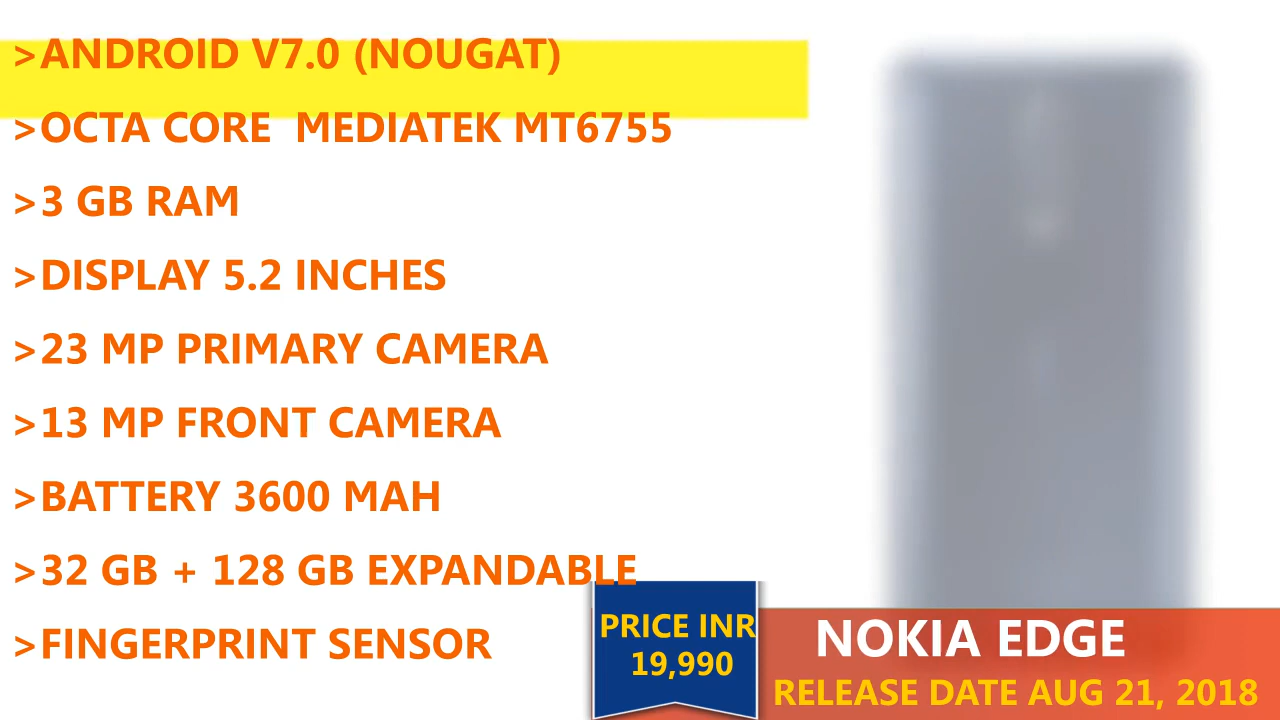 >ANDROID V7.0 (NOUGAT)
>OCTA CORE  MEDIATEK MT6755
>3 GB RAM
>DISPLAY 5.2 INCHES
>23 MP PRIMARY CAMERA
>13 MP FRONT CAMERA
>BATTERY 3600 MAH
>32 GB + 128 GB EXPANDABLE
>FINGERPRINT SENSOR
PRICE INR
19,990
NOKIA EDGE
RELEASE DATE AUG 21, 2018